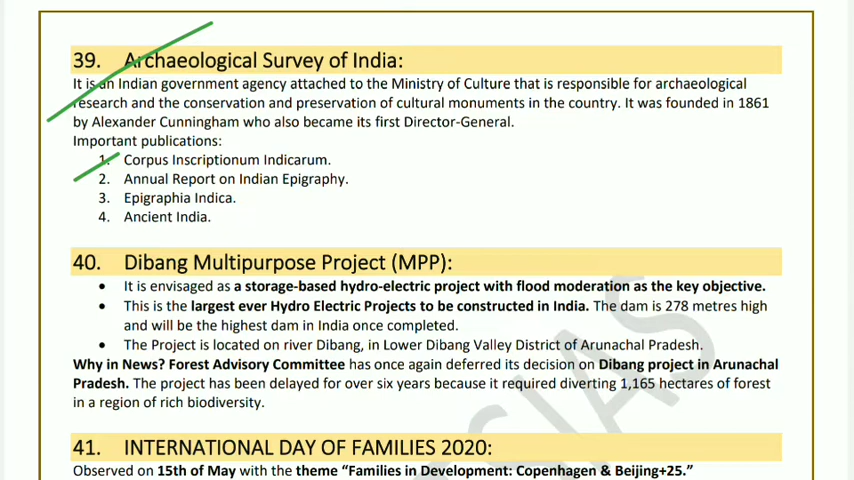 39. Archaeological Survey of India:
It is an Indian government agency attached to the Ministry of Culture that is responsible for archaeological
research and the conservation and preservation of cultural monuments in the country. It was founded in 1861
by Alexander Cunningham who also became its first Director-General.
Important publications:
1. Corpus Inscriptionum Indicarum.
2. Annual Report on Indian Epigraphy.
3. Epigraphia Indica.
4. Ancient India.
40. Dibang Multipurpose Project (MPP):
• It is envisaged as a storage-based hydro-electric project with flood moderation as the key objective.
• This is the largest ever Hydro Electric Projects to be constructed in India. The dam is 278 metres high
and will be the highest dam in India once completed.
• The Project is located on river Dibang, in Lower Dibang Valley District of Arunachal Pradesh.
Why in News? Forest Advisory Committee has once again deferred its decision on Dibang project in Arunachal
Pradesh. The project has been delayed for over six years because it required diverting 1,165 hectares of forest
in a region of rich biodiversity.
41. INTERNATIONAL DAY OF FAMILIES 2020:
Observed on 15th of May with the theme “Families in Development: Copenhagen & Beijing+25.”